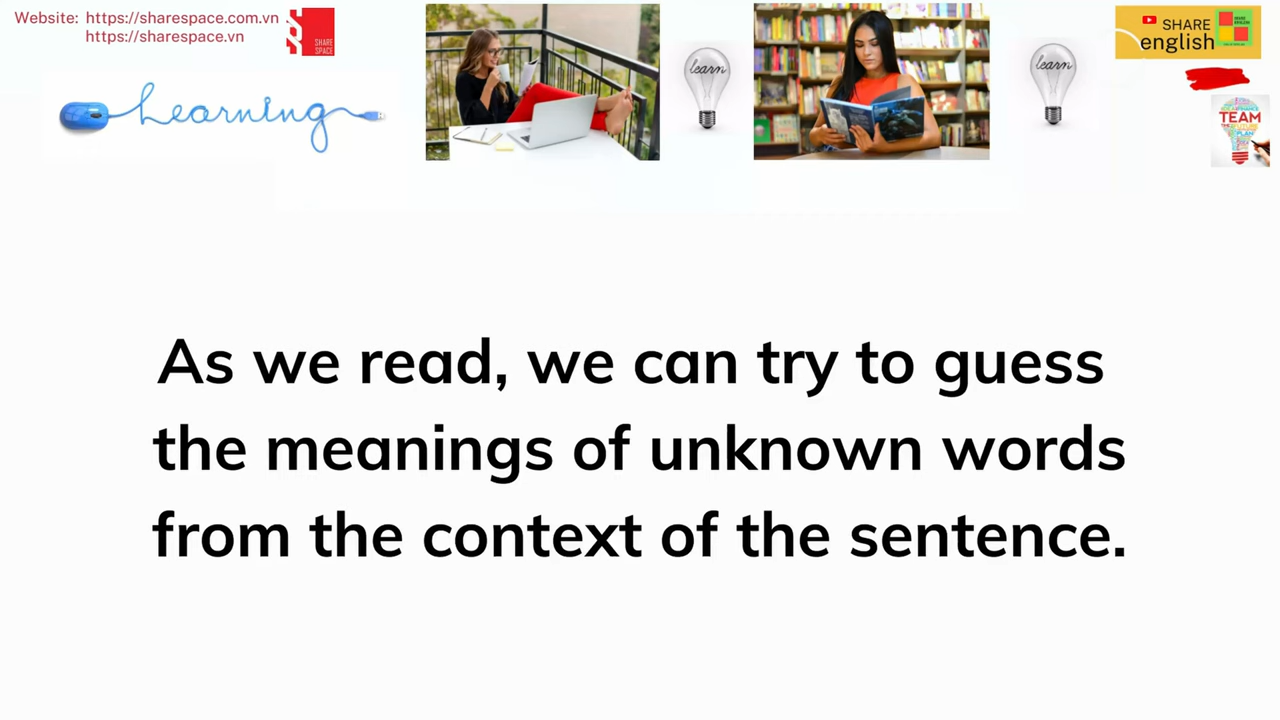 Website: https://sharespace.com.vn
https://sharespace.vn
SHARE
SPACE
Learning
learn
learn
SHARE
english
TEAM
PLAN
As we read, we can try to guess
the meanings of unknown words
from the context of the sentence.